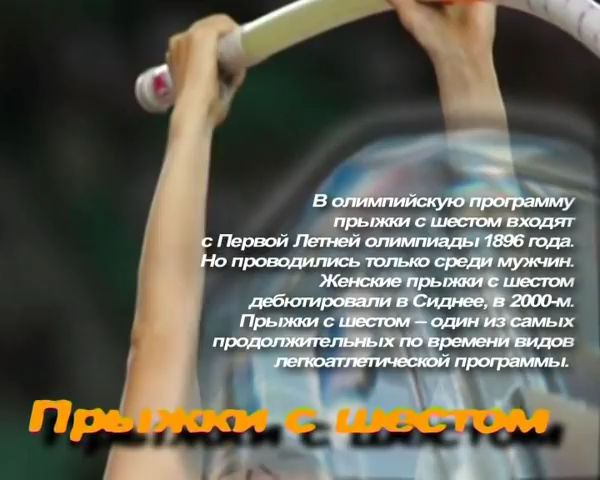 В олимпийскую программу
прыжки с шестом входят
с Первой Летней олимпиады 1896 года.
Но проводились только среди мужчин.
Женские прыжки с шестом
дебютировали в Сиднее, в 2000-м.
Прыжки с шестом – один из самых
продолжительных по времени видов
легкоатлетической программы.
Прыжки с шестом